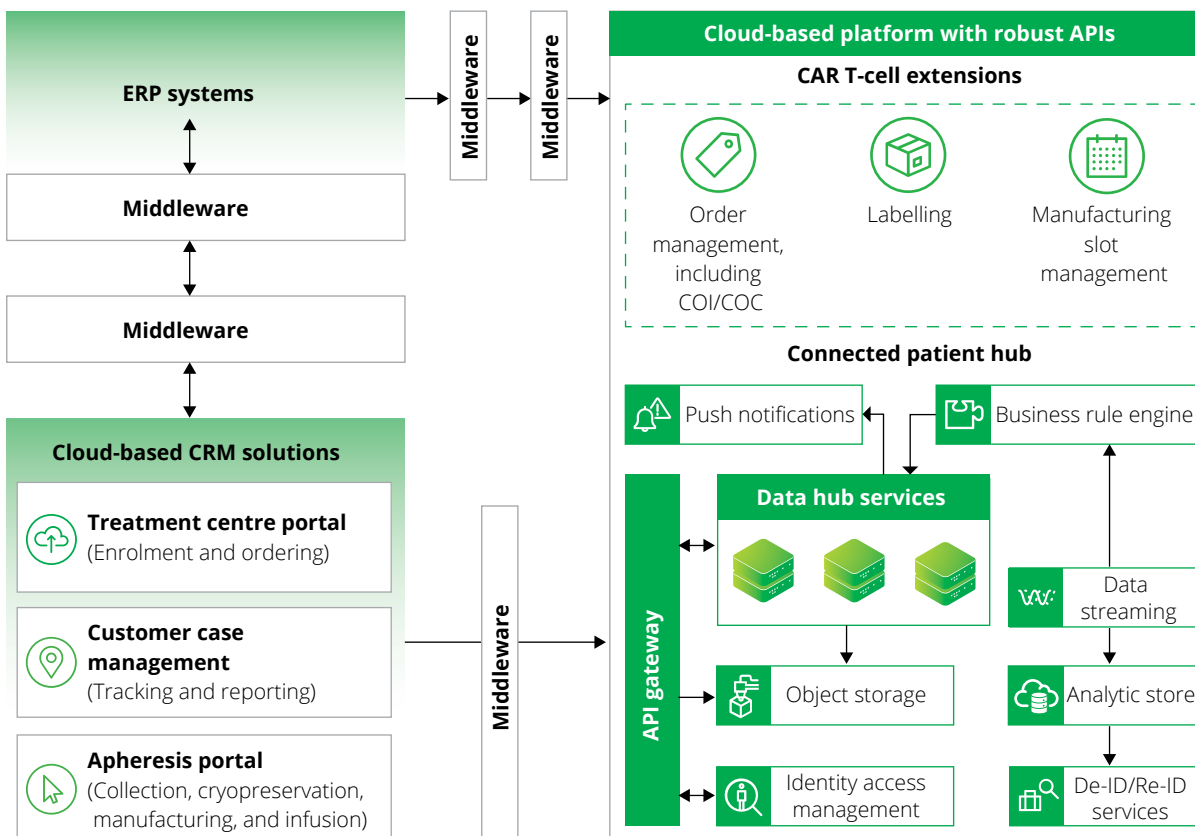 ERP systems
Middleware
Middleware
Cloud-based CRM solutions
Treatment centre portal
(Enrolment and ordering)
Customer case
management
(Tracking and reporting)
Apheresis portal
(Collection, cryopreservation,
manufacturing, and infusion)
Middleware
Middleware
Middleware
Cloud-based platform with robust APIs
CAR T-cell extensions
Order
management,
including
COI/COC
Labelling
Manufacturing
slot
management
Connected patient hub
Push notifications
Business rule engine
API gateway
Data hub services
Data
streaming
Object storage
Analytic store
Identity access
management
De-ID/Re-ID
services